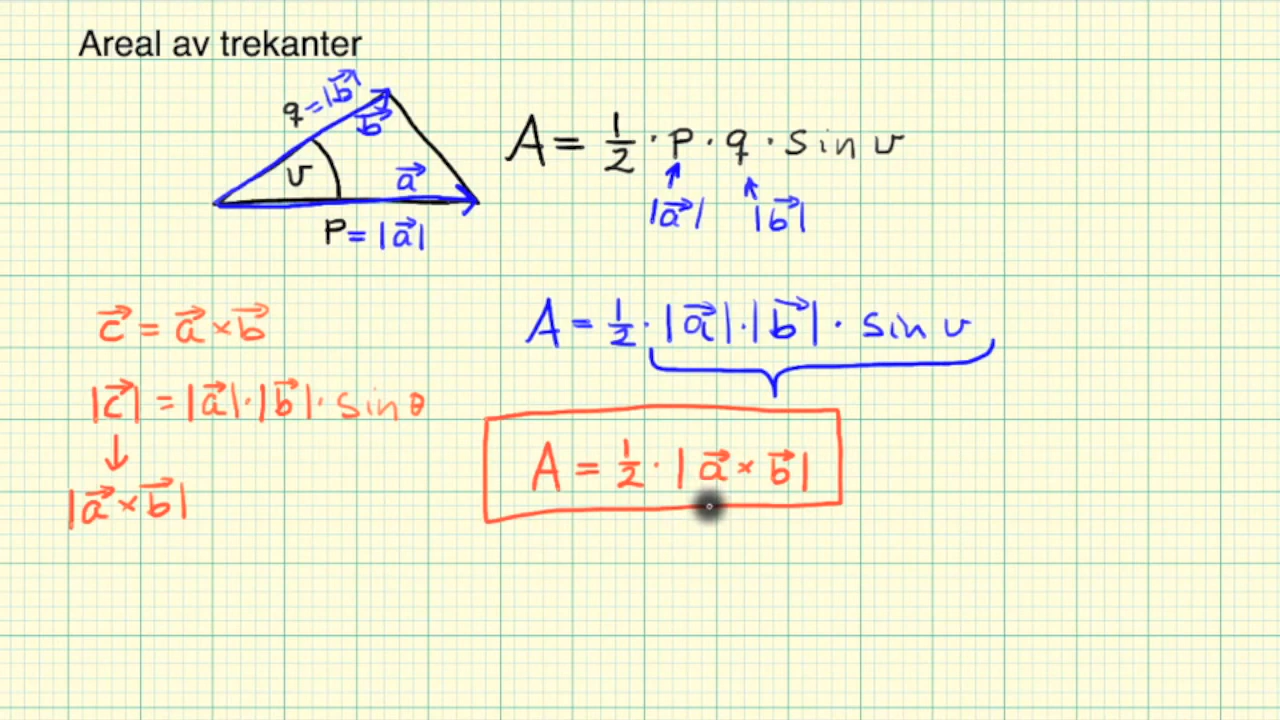 Areal av trekanter
q = |b⃗|
b⃗
v
a⃗
P = |a⃗|
A = ½ · p · q · sin v
|a⃗| |b⃗|
c⃗ = a⃗ × b⃗
|c⃗| = |a⃗| · |b⃗| · sin θ
↓
|a⃗ × b⃗|
A = ½ · |a⃗| · |b⃗| · sin v
A = ½ · |a⃗ × b⃗|